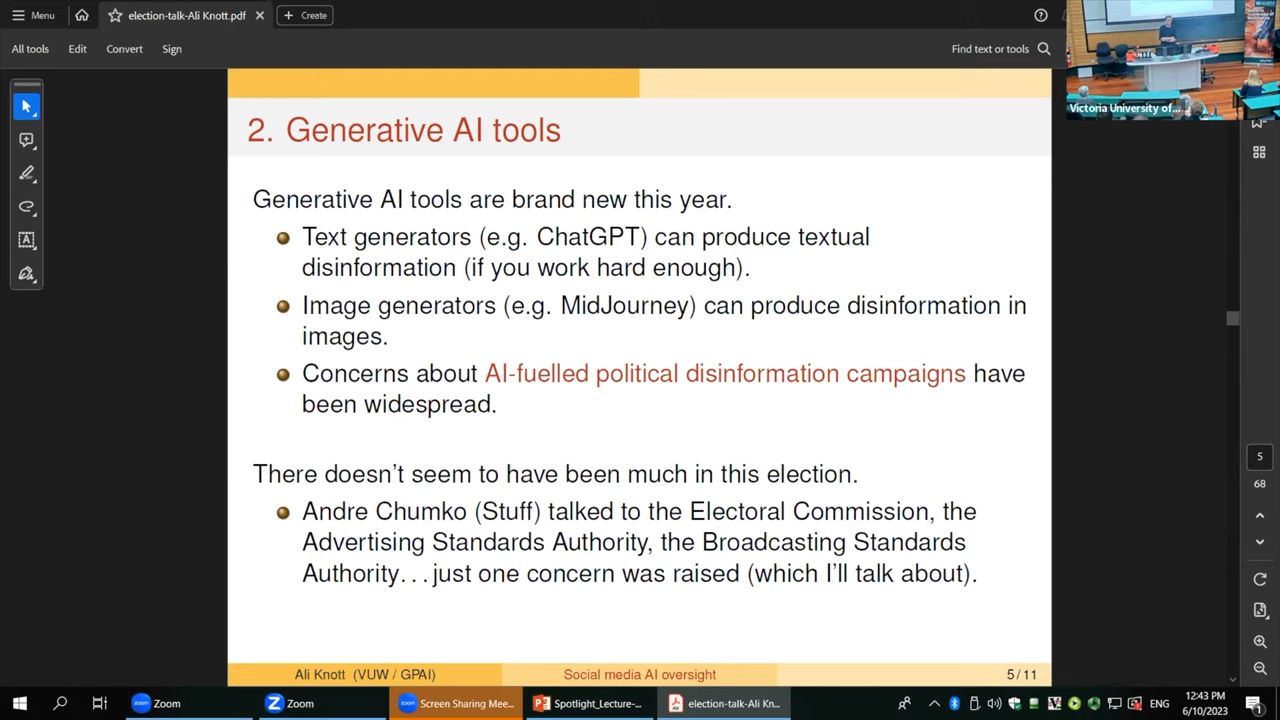 Menu
election-talk-Ali Knott.pdf
Create
All tools
Edit
Convert
Sign
Find text or tools
Victoria University of...
2. Generative AI tools
Generative AI tools are brand new this year.
Text generators (e.g. ChatGPT) can produce textual
disinformation (if you work hard enough).
Image generators (e.g. MidJourney) can produce disinformation in
images.
Concerns about AI-fuelled political disinformation campaigns have
been widespread.
There doesn't seem to have been much in this election.
Andre Chumko (Stuff) talked to the Electoral Commission, the
Advertising Standards Authority, the Broadcasting Standards
Authority...just one concern was raised (which I'll talk about).
5
68
Ali Knott (VUW / GPAI)
Social media AI oversight
5/11
Zoom
Zoom
Screen Sharing Mee...
Spotlight_Lecture-...
election-talk-Ali Kn...
ENG
12:43 PM
6/10/2023
1